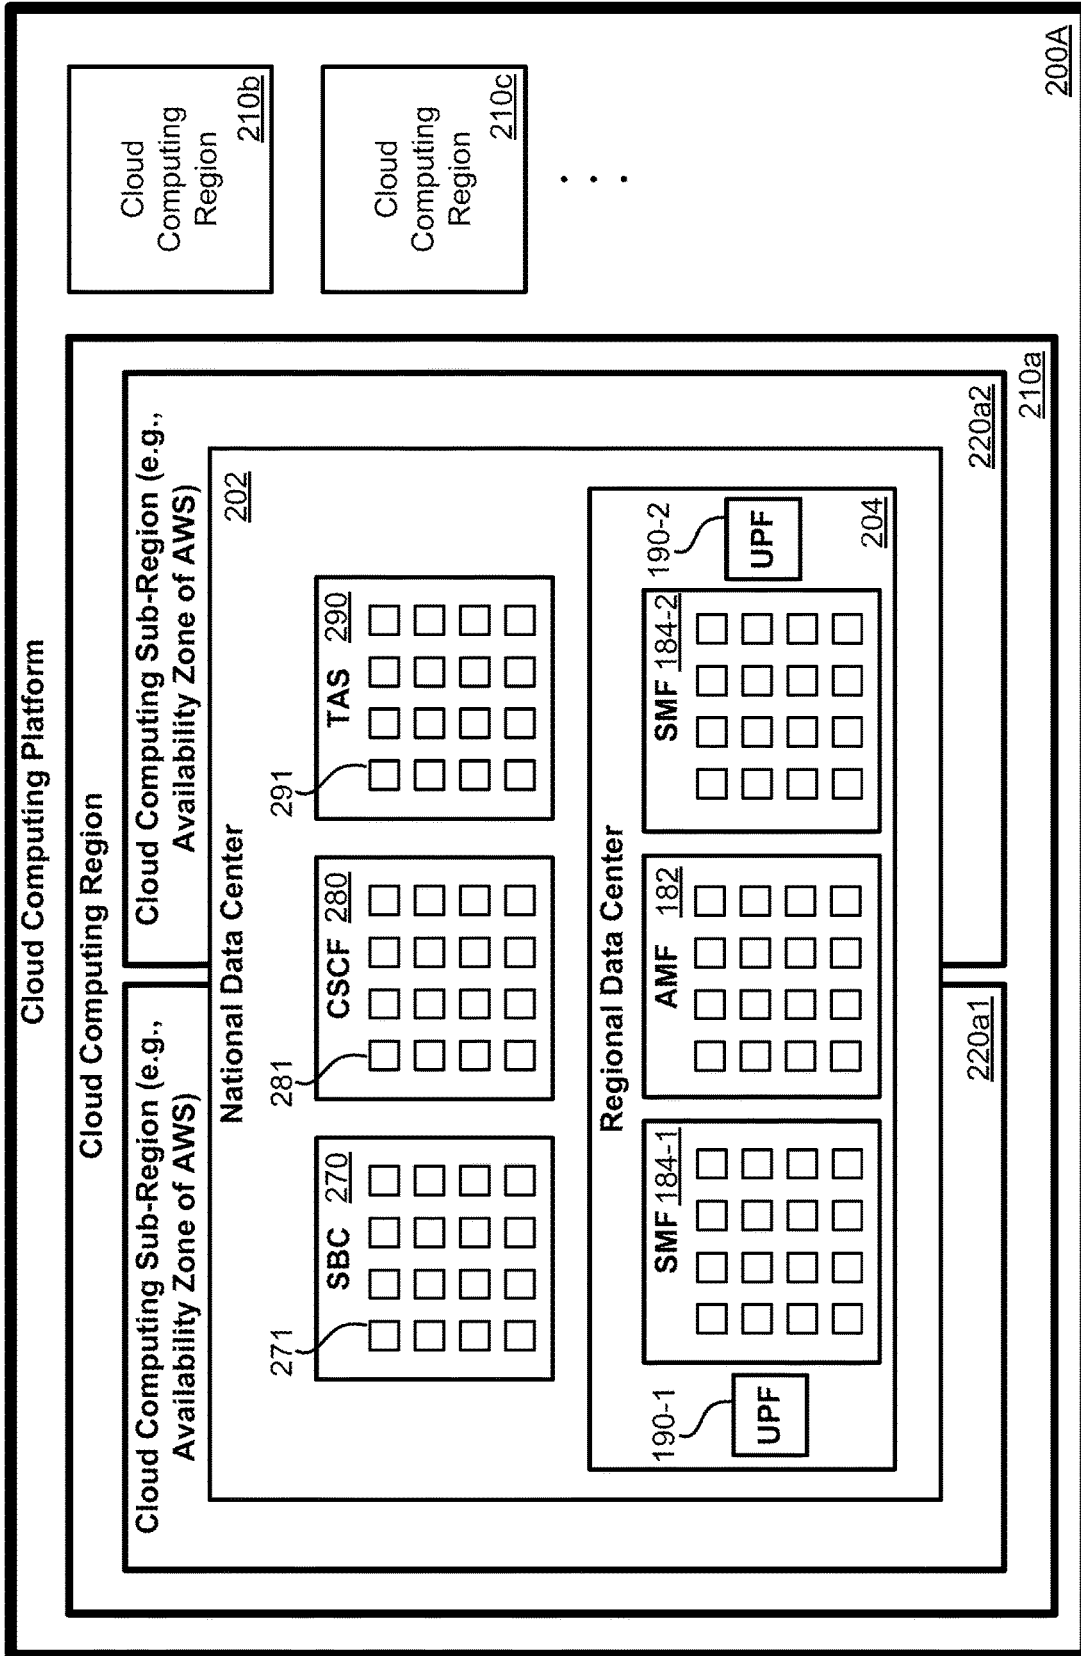 Cloud Computing Platform
Cloud Computing Region
Cloud Computing Sub-Region (e.g.,
Availability Zone of AWS)
Cloud Computing Sub-Region (e.g.,
Availability Zone of AWS)
National Data Center
202
271
SBC 270
281
CSCF 280
291
TAS 290
Regional Data Center
190-1
UPF
SMF 184-1
AMF 182
SMF 184-2
190-2
UPF
204
220a1
220a2
210a
Cloud
Computing
Region
210b
Cloud
Computing
Region
210c
. . .
200A